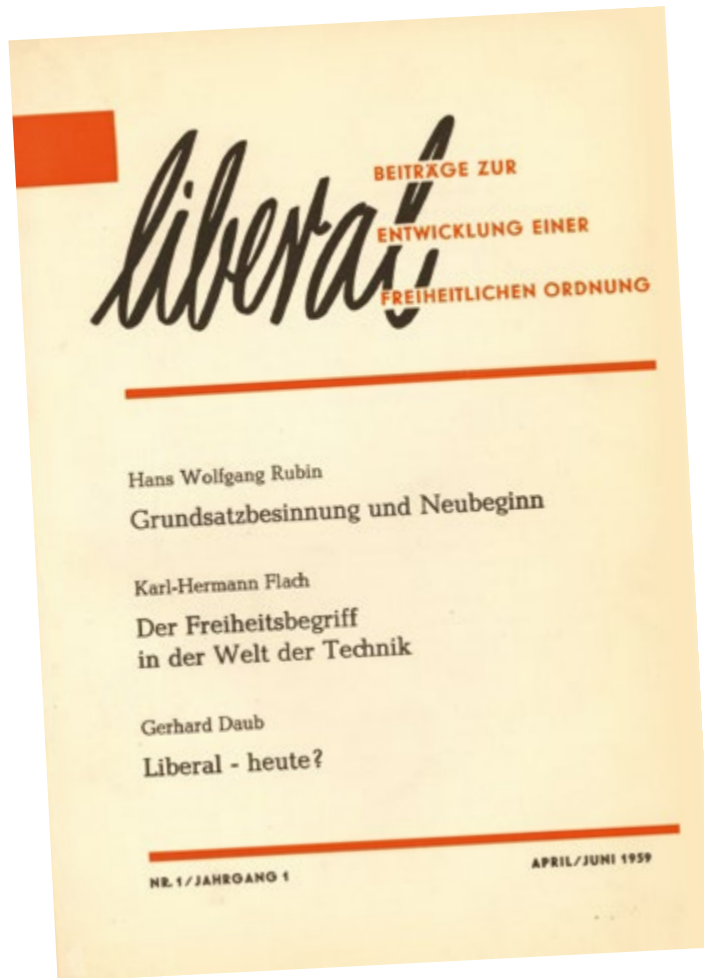 liberal
BEITRÄGE ZUR
ENTWICKLUNG EINER
FREIHEITLICHEN ORDNUNG
Hans Wolfgang Rubin
Grundsatzbesinnung und Neubeginn
Karl-Hermann Flach
Der Freiheitsbegriff
in der Welt der Technik
Gerhard Daub
Liberal - heute?
NR. 1/JAHRGANG 1
APRIL/JUNI 1959